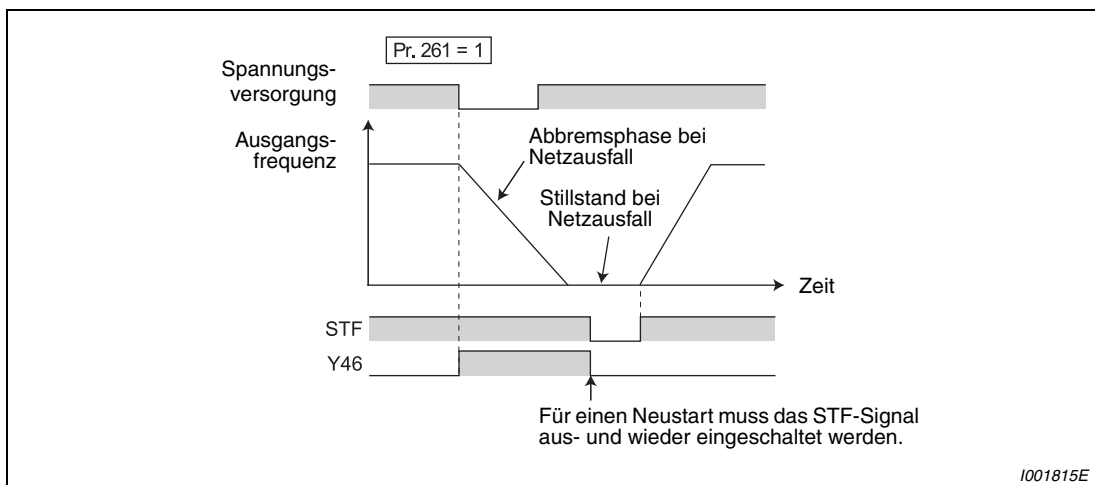 Pr. 261 = 1
Spannungs-
versorgung
Ausgangs-
frequenz
Abbremsphase bei
Netzausfall
Stillstand bei
Netzausfall
Zeit
STF
Y46
Für einen Neustart muss das STF-Signal
aus- und wieder eingeschaltet werden.
I001815E